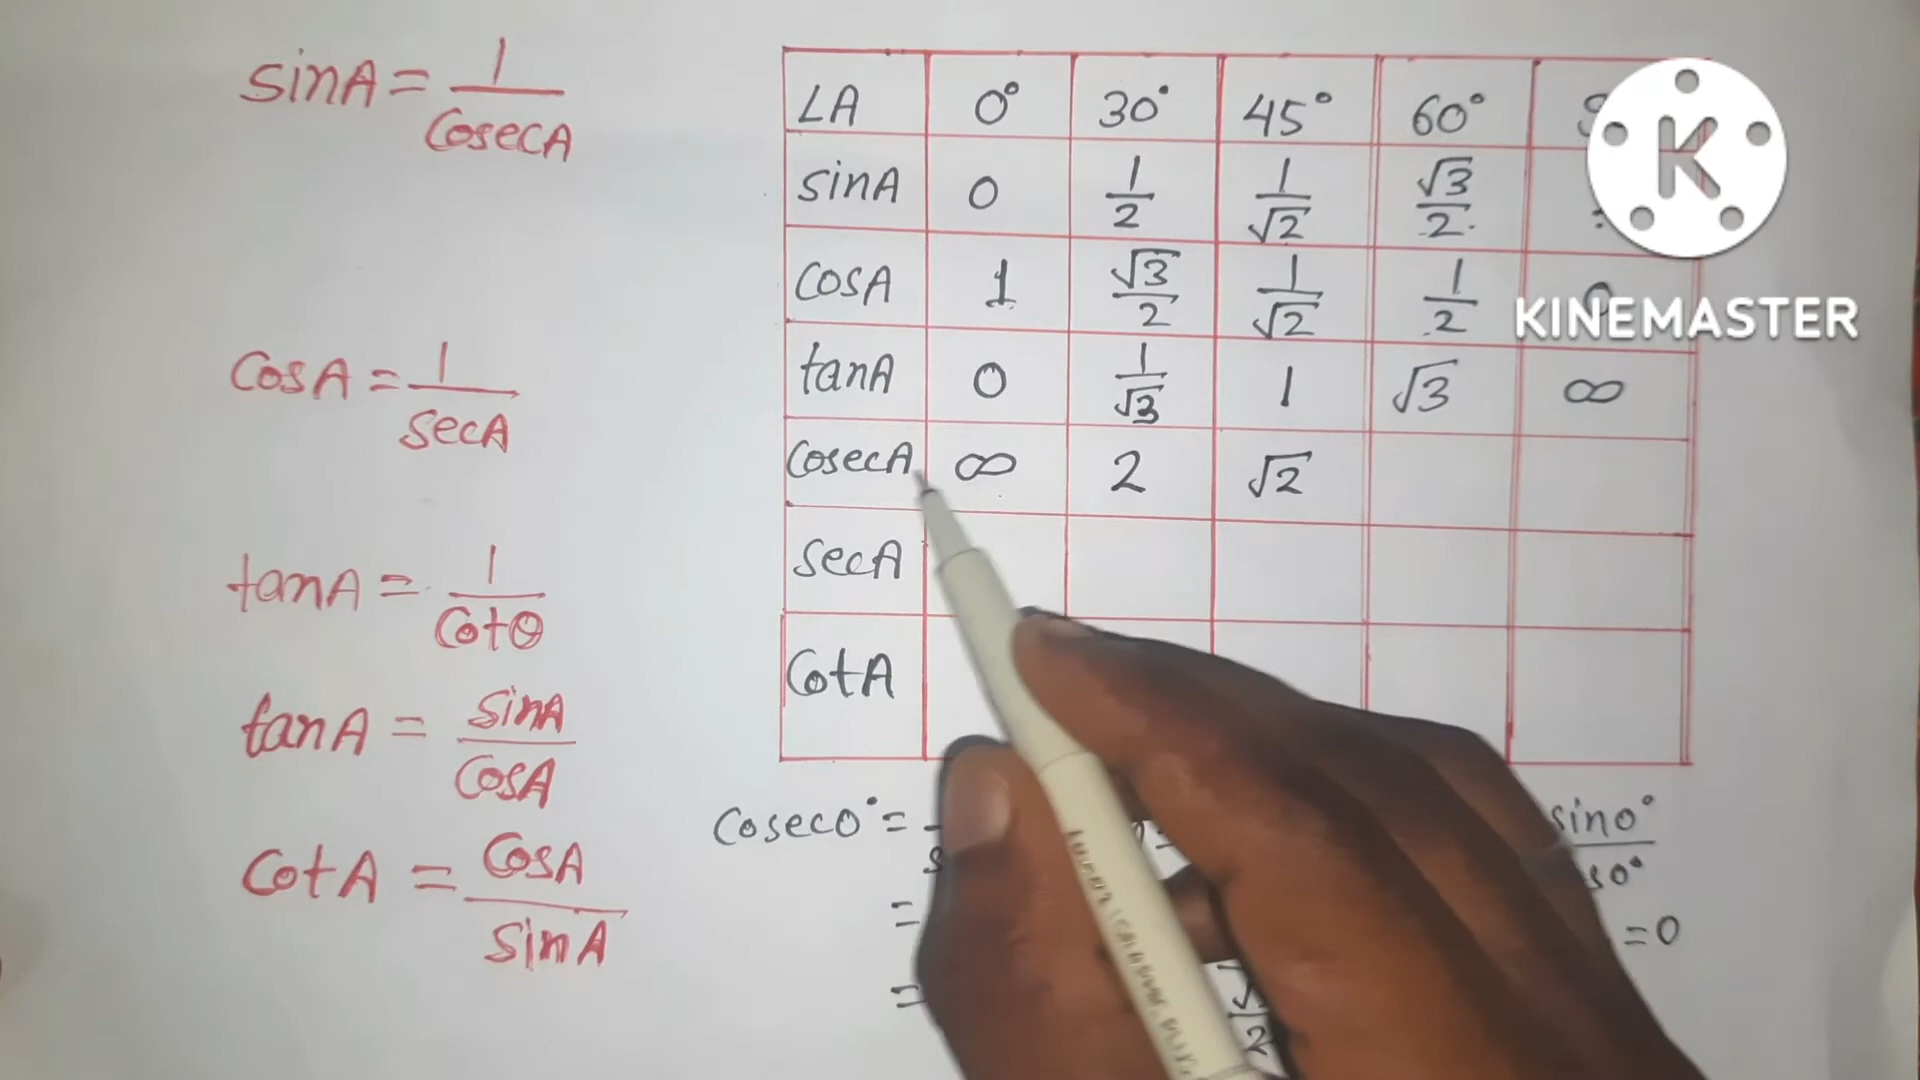 sinA = 1/cosecA
cosA = 1/secA
tanA = 1/cotθ
tanA = sinA/cosA
cotA = cosA/sinA
∠A 0° 30° 45° 60°
sinA 0 1/2 1/√2 √3/2
cosA 1 √3/2 1/√2 1/2
tanA 0 1/√3 1 √3 ∞
cosecA ∞ 2 √2
secA
cotA
KINEMASTER
cosec0° =
sin0°
=
= 0
=